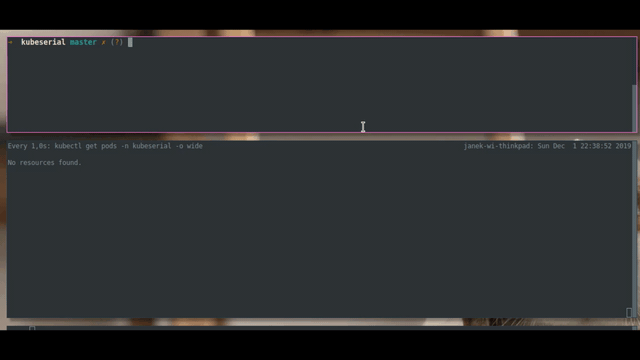 ➜ kubeserial master ✗ (?)
Every 1,0s: kubectl get pods -n kubeserial -o wide janek-wi-thinkpad: Sun Dec 1 22:38:52 2019
No resources found.